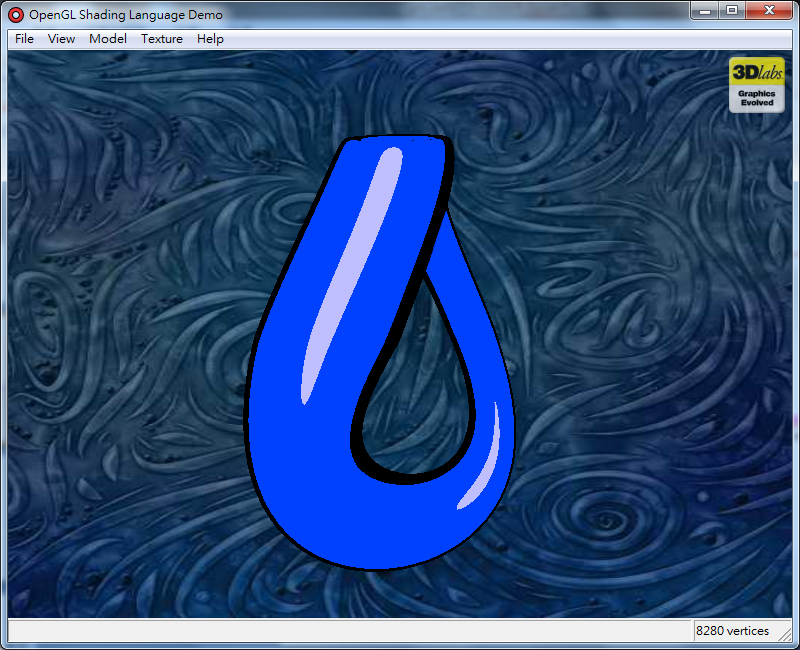 OpenGL Shading Language Demo
File View Model Texture Help
3Dlabs
Graphics
Evolved
8280 vertices